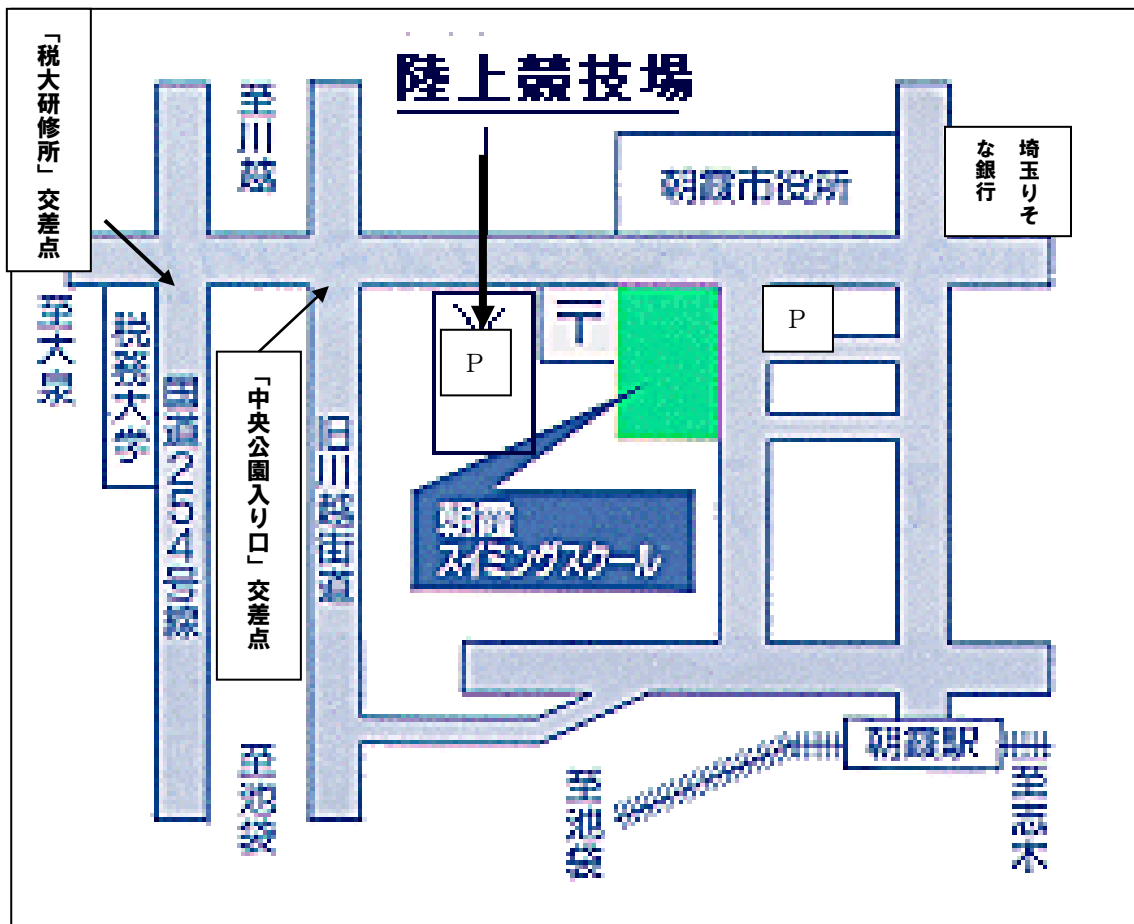 「税大研修所」交差点
至川越
陸上競技場
朝霞市役所
埼玉りそ
な銀行
至大泉
税務大学
国道254号線
「中央公園入り口」交差点
旧川越街道
P
〒
P
朝霞
スイミングスクール
至池袋
至池袋
朝霞駅
至志木